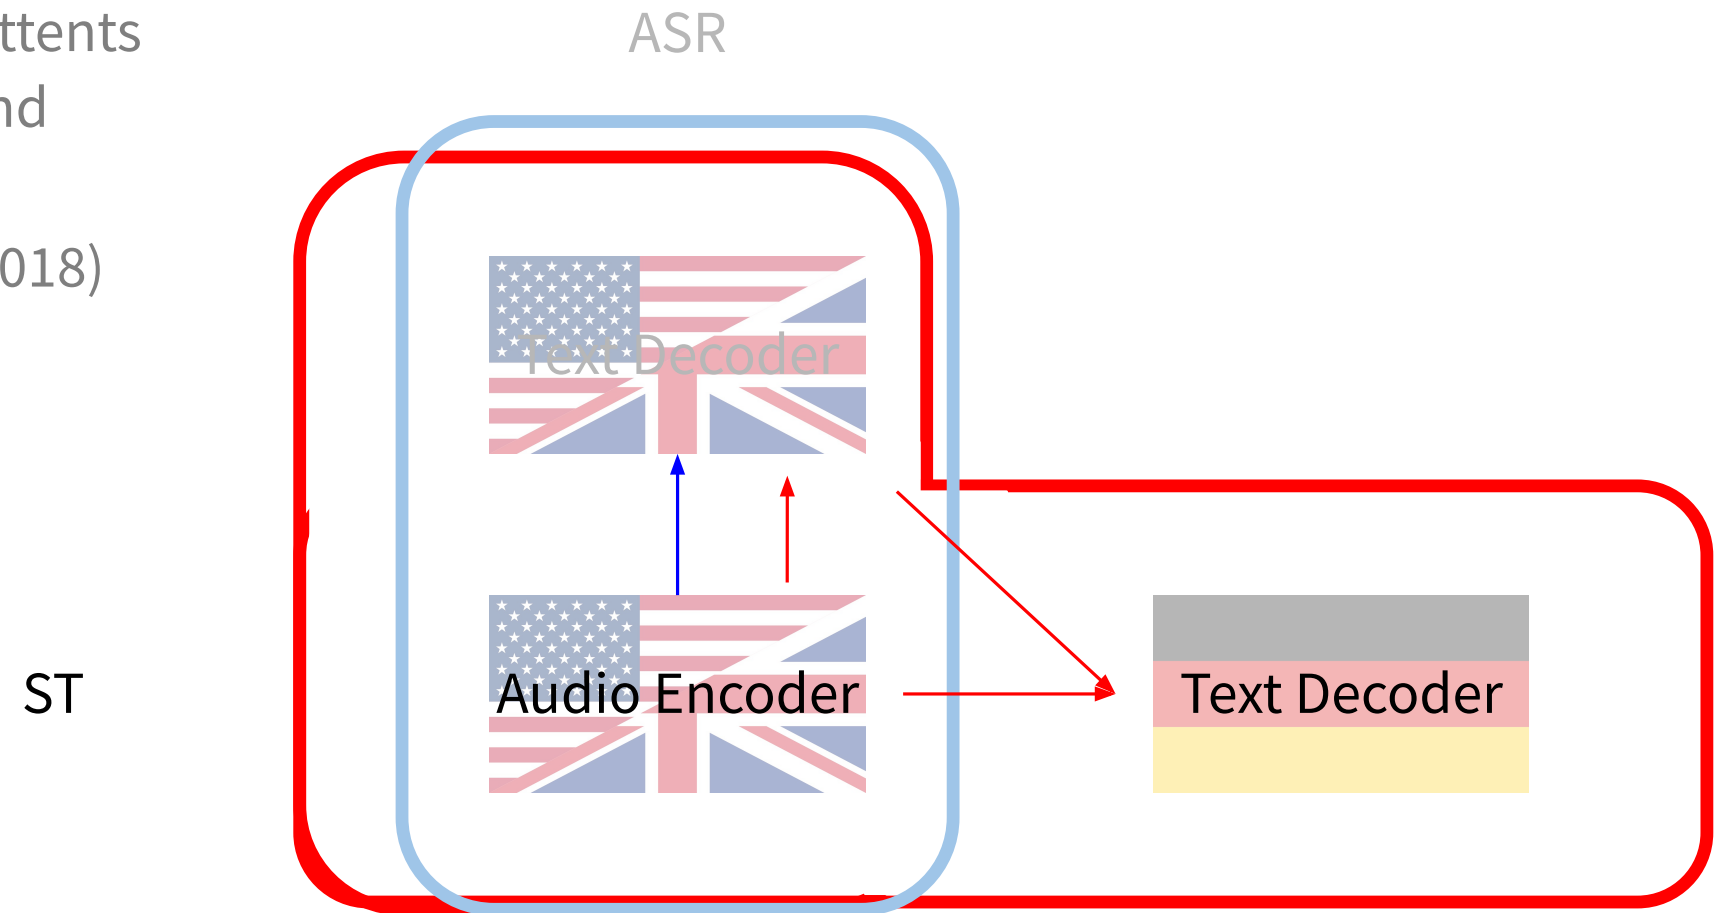 ttents
ASR
nd
018)
Text Decoder
ST
Audio Encoder
Text Decoder